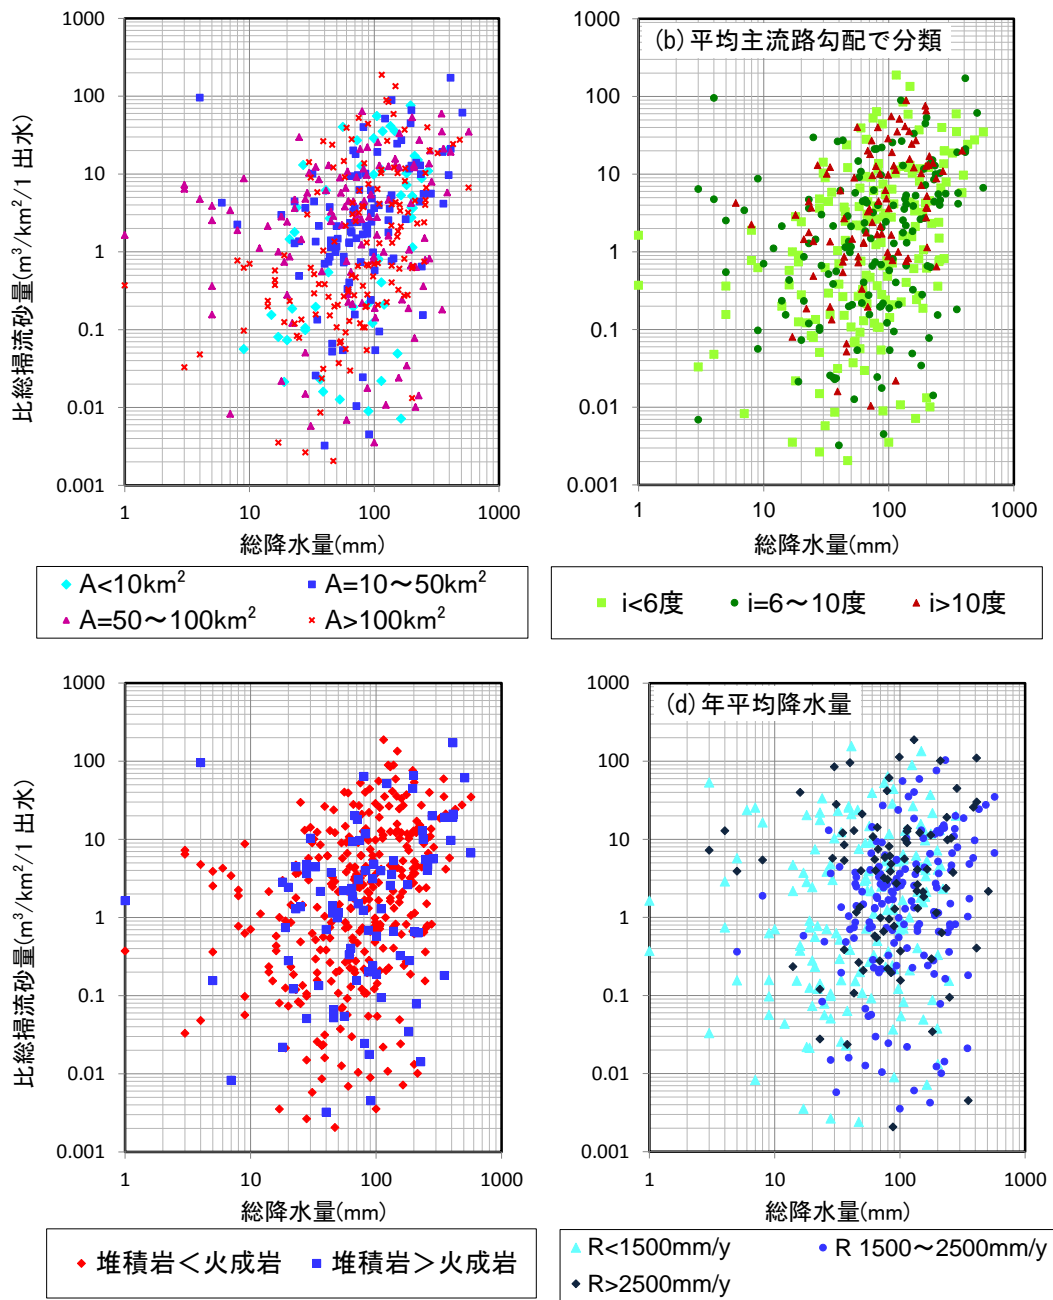 比総掃流砂量(m³/km²/1 出水)
1000
100
10
1
0.1
0.01
0.001
1
10
100
1000
総降水量(mm)
A<10km²
A=10～50km²
A=50～100km²
A>100km²
(b)平均主流路勾配で分類
1000
100
10
1
0.1
0.01
0.001
1
10
100
1000
総降水量(mm)
i<6度
i=6～10度
i>10度
比総掃流砂量(m³/km²/1 出水)
1000
100
10
1
0.1
0.01
0.001
1
10
100
1000
総降水量(mm)
堆積岩＜火成岩
堆積岩＞火成岩
(d)年平均降水量
1000
100
10
1
0.1
0.01
0.001
1
10
100
1000
総降水量(mm)
R<1500mm/y
R 1500～2500mm/y
R>2500mm/y